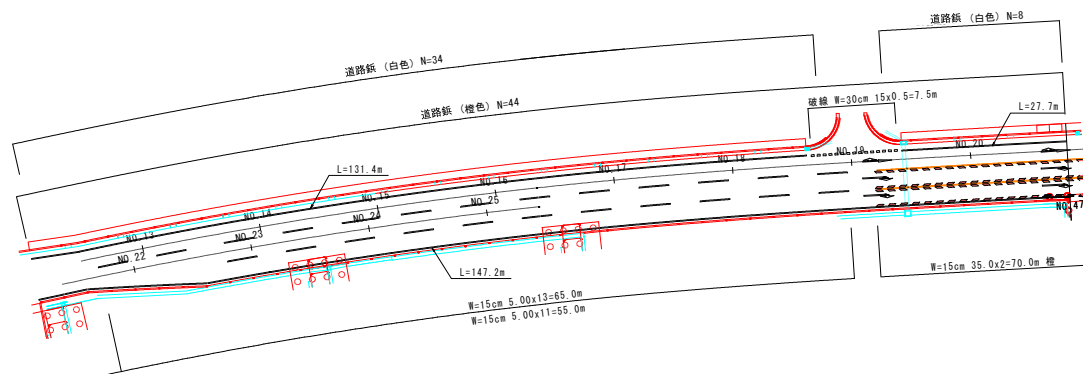 道路鋲 (白色) N=8
道路鋲 (白色) N=34
道路鋲 (橙色) N=44
破線 W=30cm 15x0.5=7.5m
L=27.7m
L=131.4m
NO.13
NO.14
NO.15
NO.16
NO.17
NO.18
NO.19
NO.20
NO.22
NO.23
NO.24
NO.25
NO.47
L=147.2m
W=15cm 35.0x2=70.0m 橙
W=15cm 5.00x13=65.0m
W=15cm 5.00x11=55.0m